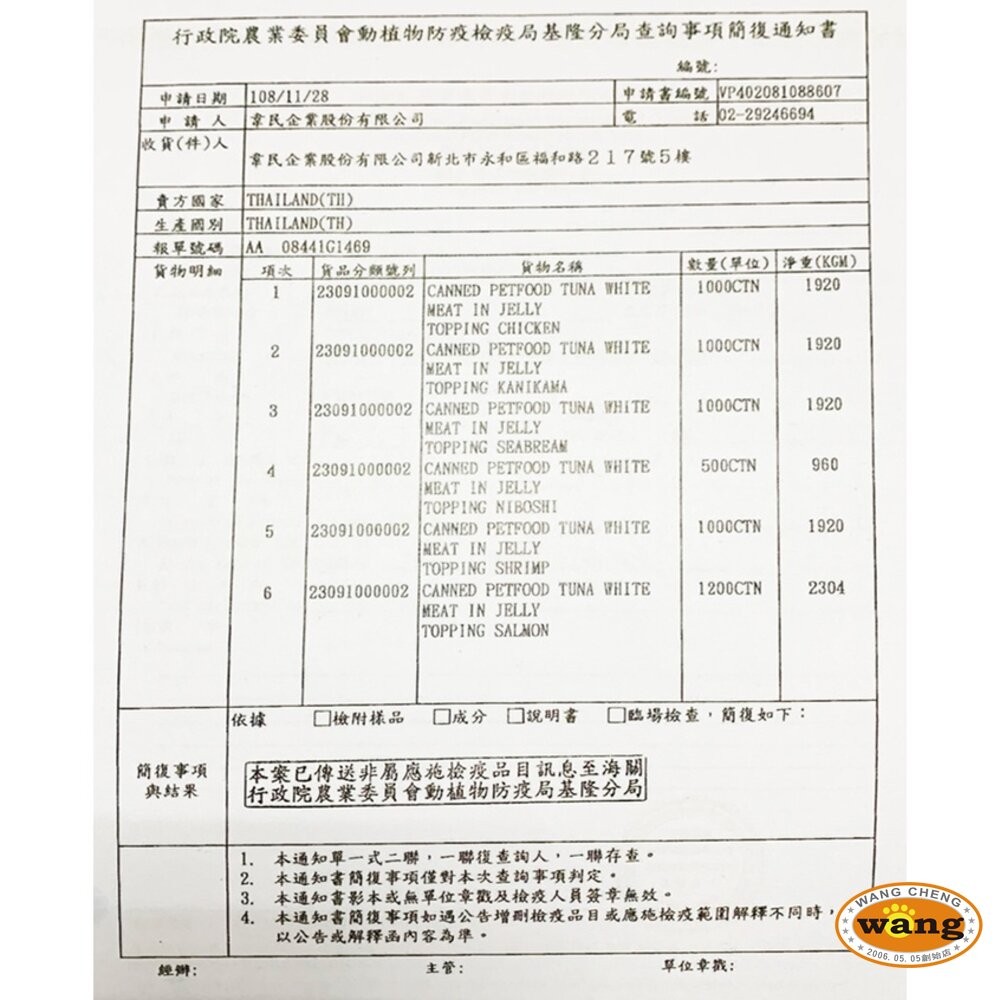 行政院農業委員會動植物防疫檢疫局基隆分局查詢事項簡復通知書
編號:
申請日期 108/11/28 申請書編號 VP402081088607
申請人 韋民企業股份有限公司 電話 02-29246694
收貨(件)人
韋民企業股份有限公司新北市永和區福和路217號5樓
賣方國家 THAILAND(TH)
生產國別 THAILAND(TH)
報單號碼 AA 08441G1469
貨物明細 項次 貨品分類號列 貨物名稱 數量(單位) 淨重(KGM)
1 23091000002 CANNED PETFOOD TUNA WHITE 1000CTN 1920
MEAT IN JELLY
TOPPING CHICKEN
2 23091000002 CANNED PETFOOD TUNA WHITE 1000CTN 1920
MEAT IN JELLY
TOPPING KANIKAMA
3 23091000002 CANNED PETFOOD TUNA WHITE 1000CTN 1920
MEAT IN JELLY
TOPPING SEABREAM
4 23091000002 CANNED PETFOOD TUNA WHITE 500CTN 960
MEAT IN JELLY
TOPPING NIBOSHI
5 23091000002 CANNED PETFOOD TUNA WHITE 1000CTN 1920
MEAT IN JELLY
TOPPING SHRIMP
6 23091000002 CANNED PETFOOD TUNA WHITE 1200CTN 2304
MEAT IN JELLY
TOPPING SALMON
依據 □檢附樣品 □成分 □說明書 □臨場檢查，簡復如下：
簡復事項
與結果
本案已傳送非屬應施檢疫品目訊息至海關
行政院農業委員會動植物防疫局基隆分局
1. 本通知單一式二聯，一聯復查詢人，一聯存查。
2. 本通知書簡復事項僅對本次查詢事項判定。
3. 本通知書影本或無單位章戳及檢疫人員簽章無效。
4. 本通知書簡復事項如遇公告增刪檢疫品目或應施檢疫範圍解釋不同時，
以公告或解釋函內容為準。
經辦: 主管: 單位章戳:
WANG CHENG
wang
2006.05.05創始店